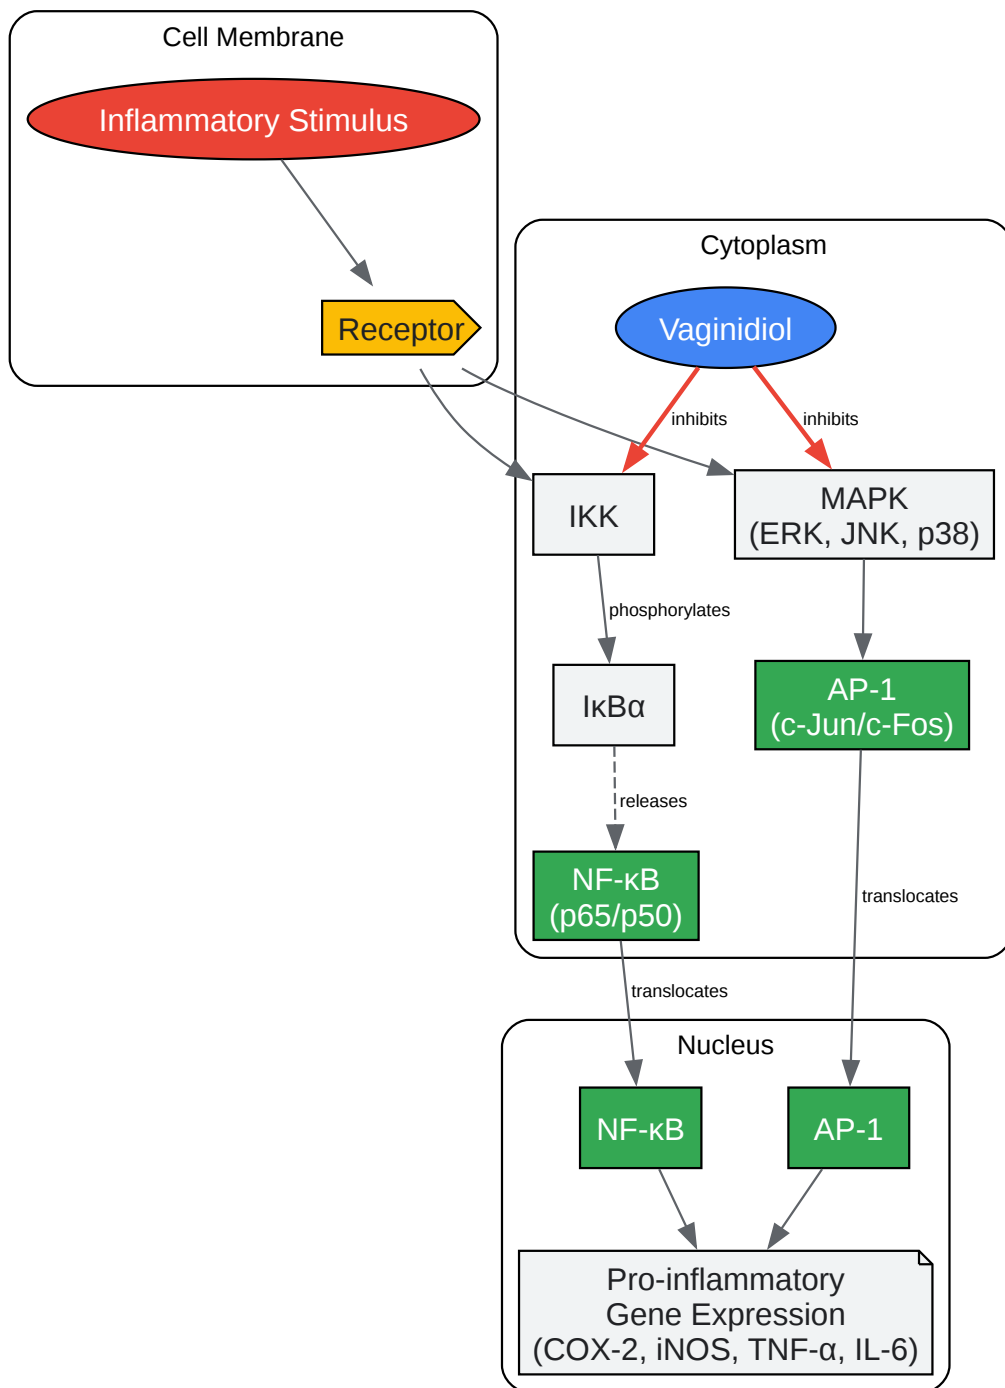 Cell Membrane
Inflammatory Stimulus
Receptor
Cytoplasm
Vaginidiol
inhibits
inhibits
IKK
MAPK
(ERK, JNK, p38)
phosphorylates
IκBα
AP-1
(c-Jun/c-Fos)
releases
NF-κB
(p65/p50)
translocates
translocates
Nucleus
NF-κB
AP-1
Pro-inflammatory
Gene Expression
(COX-2, iNOS, TNF-α, IL-6)